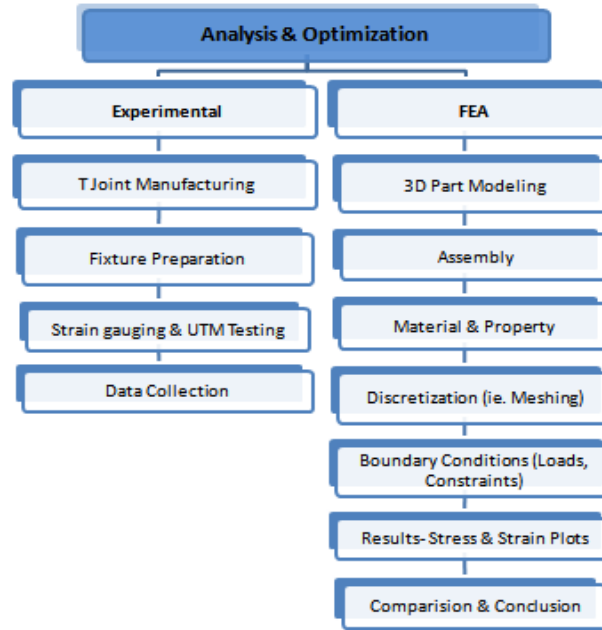 Analysis & Optimization
Experimental
T Joint Manufacturing
Fixture Preparation
Strain gauging & UTM Testing
Data Collection
FEA
3D Part Modeling
Assembly
Material & Property
Discretization (ie. Meshing)
Boundary Conditions (Loads,
Constraints)
Results- Stress & Strain Plots
Comparision & Conclusion